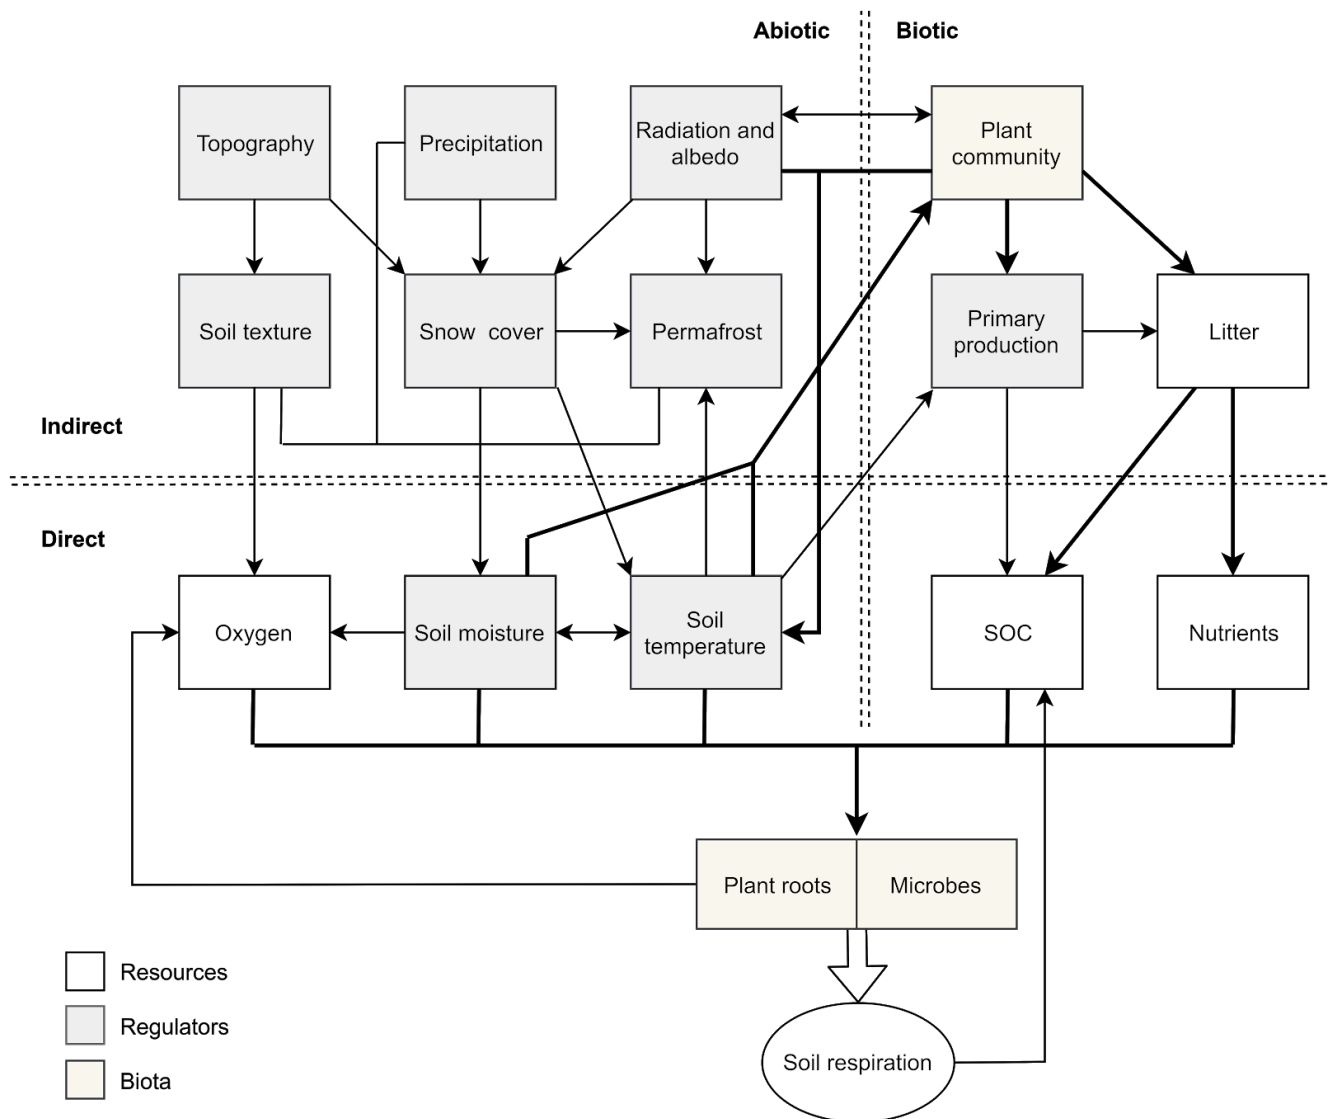 Abiotic
Biotic
Topography
Precipitation
Radiation and
albedo
Plant
community
Soil texture
Snow cover
Permafrost
Primary
production
Litter
Indirect
Direct
Oxygen
Soil moisture
Soil
temperature
SOC
Nutrients
Plant roots
Microbes
Resources
Regulators
Biota
Soil respiration